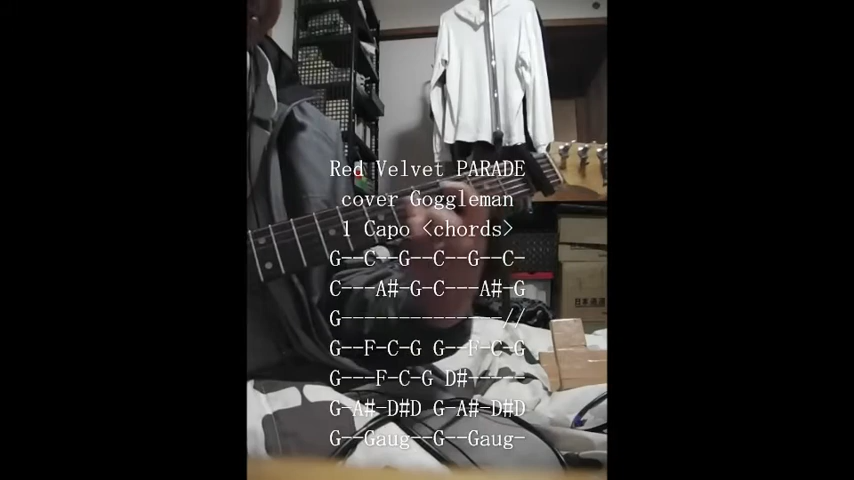 Red Velvet PARADE
cover Goggleman
1 Capo <chords>
G--C--G--C--G--C-
C---A#-G-C---A#-G
G--------------//
G--F-C-G G--F-C-G
G---F-C-G D#-----
G-A#-D#D G-A#-D#D
G--Gaug--G--Gaug-